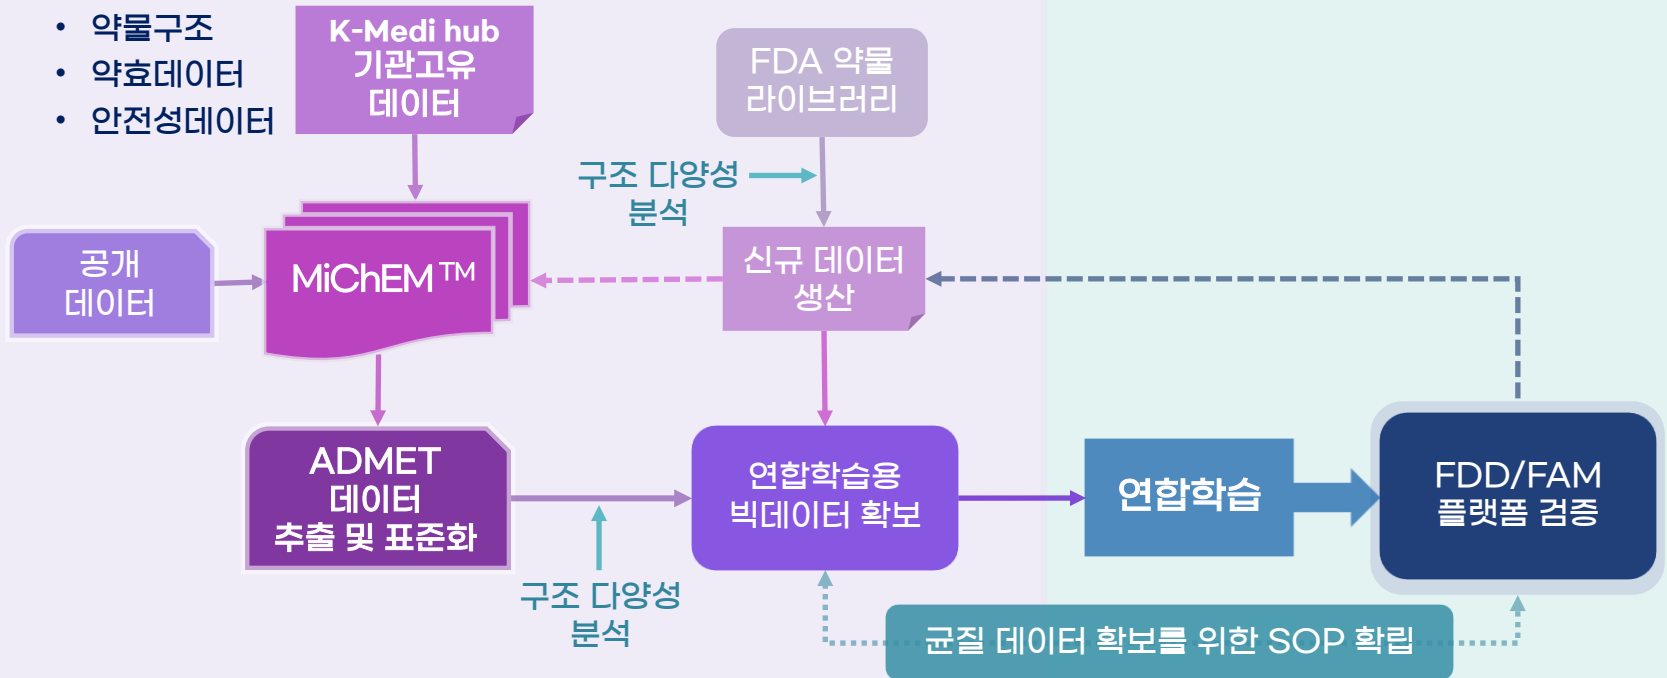 • 약물구조
• 약효데이터
• 안전성데이터
K-Medi hub
기관고유
데이터
FDA 약물
라이브러리
구조 다양성
분석
공개
데이터
MiChEM™
신규 데이터
생산
ADMET
데이터
추출 및 표준화
연합학습용
빅데이터 확보
연합학습
FDD/FAM
플랫폼 검증
구조 다양성
분석
균질 데이터 확보를 위한 SOP 확립